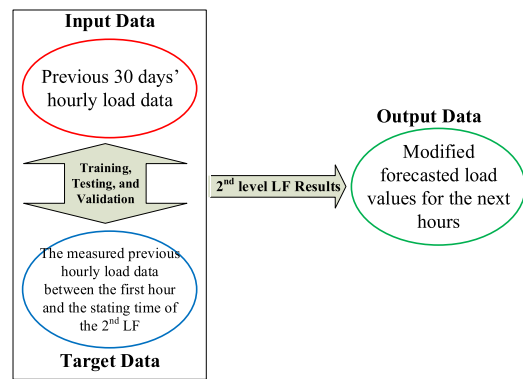 Input Data
Previous 30 days'
hourly load data
Training,
Testing, and
Validation
The measured previous
hourly load data
between the first hour
and the stating time of
the 2nd LF
Target Data
2nd level LF Results
Output Data
Modified
forecasted load
values for the next
hours